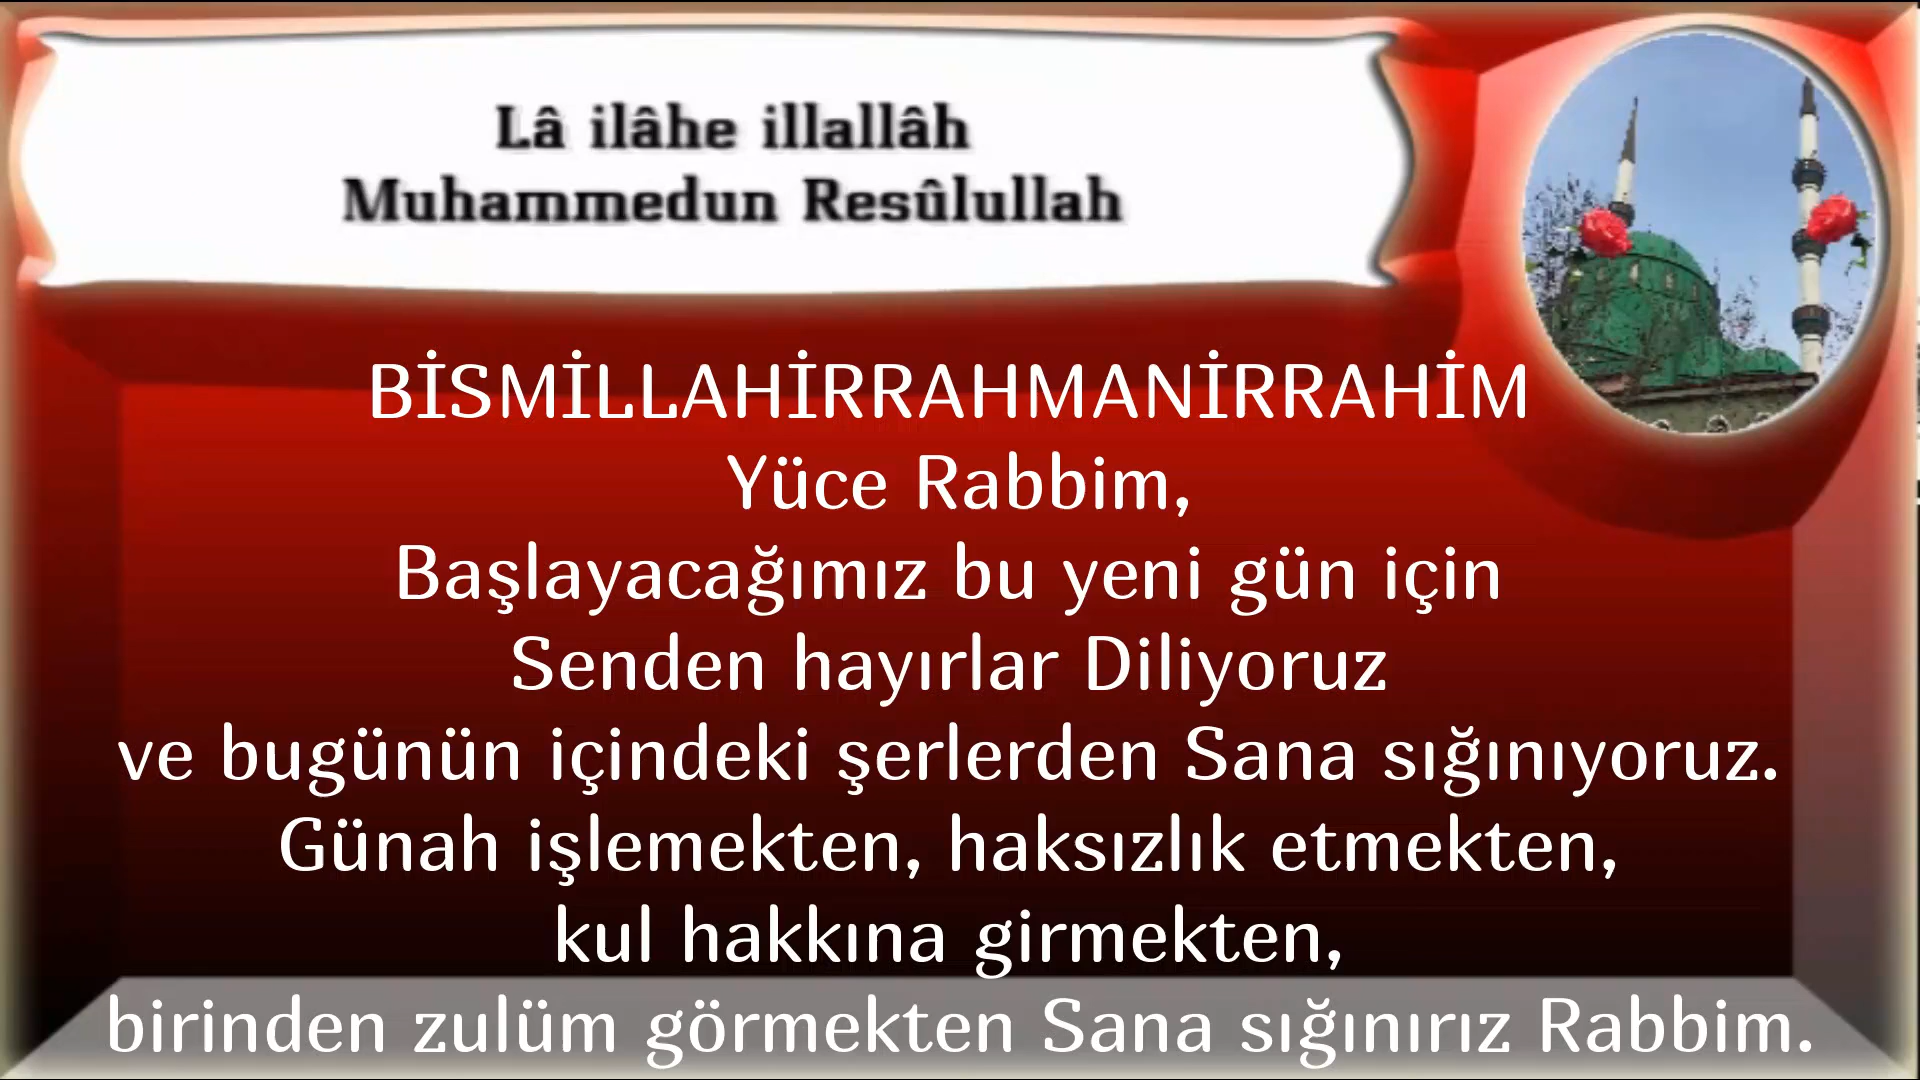 Lâ ilâhe illallâh
Muhammedun Resûlullah
BİSMİLLAHİRRAHMANİRRAHİM
Yüce Rabbim,
Başlayacağımız bu yeni gün için
Senden hayırlar Diliyoruz
ve bugünün içindeki şerlerden Sana sığınıyoruz.
Günah işlemekten, haksızlık etmekten,
kul hakkına girmekten,
birinden zulüm görmekten Sana sığınırız Rabbim.